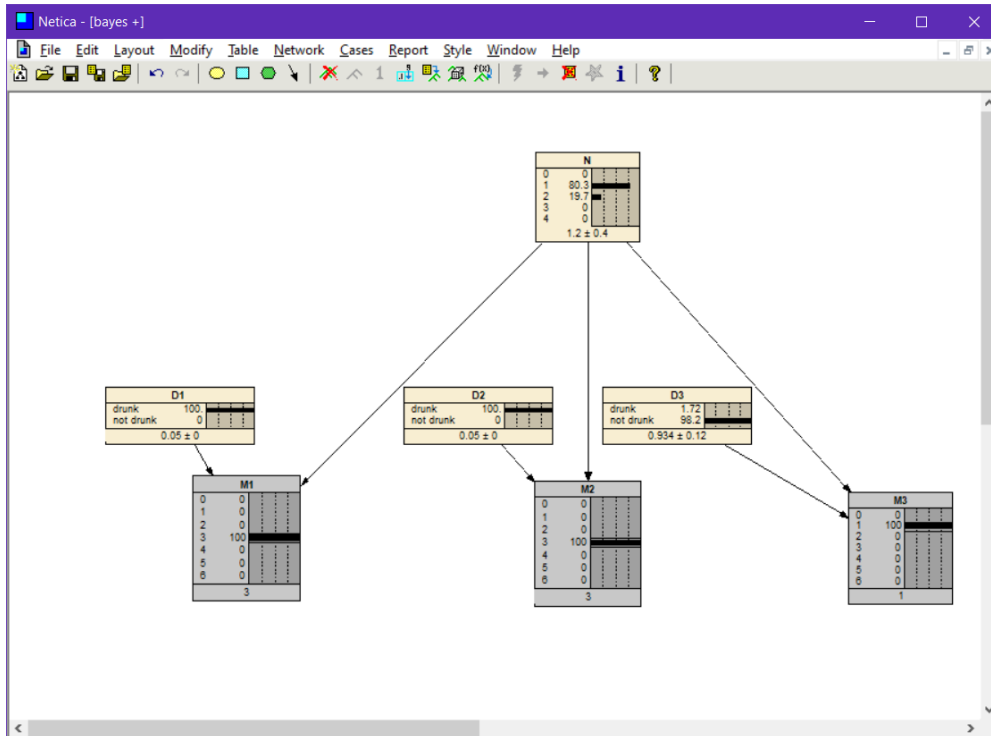 Netica - [bayes +]
File Edit Layout Modify Table Network Cases Report Style Window Help
1 f(x) i ?
N
0 0
1 80.3
2 19.7
3 0
4 0
1.2 ± 0.4
D1
drunk 100.
not drunk 0
0.05 ± 0
D2
drunk 100.
not drunk 0
0.05 ± 0
D3
drunk 1.72
not drunk 98.2
0.934 ± 0.12
M1
0 0
1 0
2 0
3 100
4 0
5 0
6 0
3
M2
0 0
1 0
2 0
3 100
4 0
5 0
6 0
3
M3
0 0
1 100
2 0
3 0
4 0
5 0
6 0
1